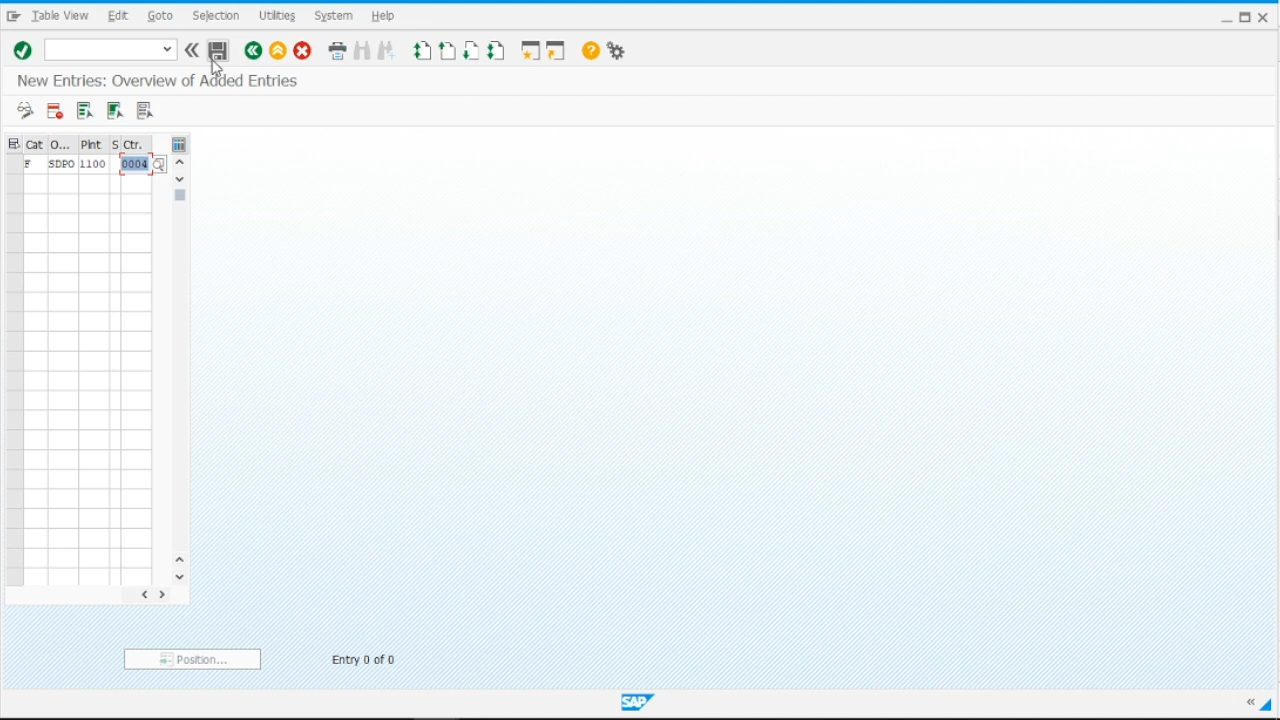 Table View Edit Goto Selection Utilities System Help
New Entries: Overview of Added Entries
Cat O... Plnt S Ctr.
F SDPO 1100 0004
Position... Entry 0 of 0
SAP